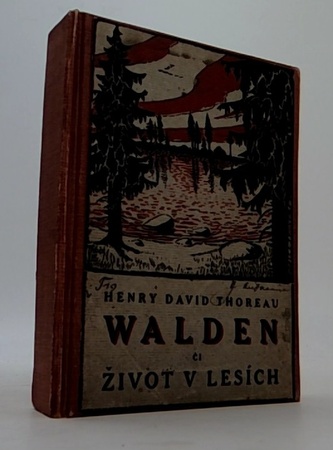 HENRY DAVID THOREAU
WALDEN
ČI
ŽIVOT V LESÍCH